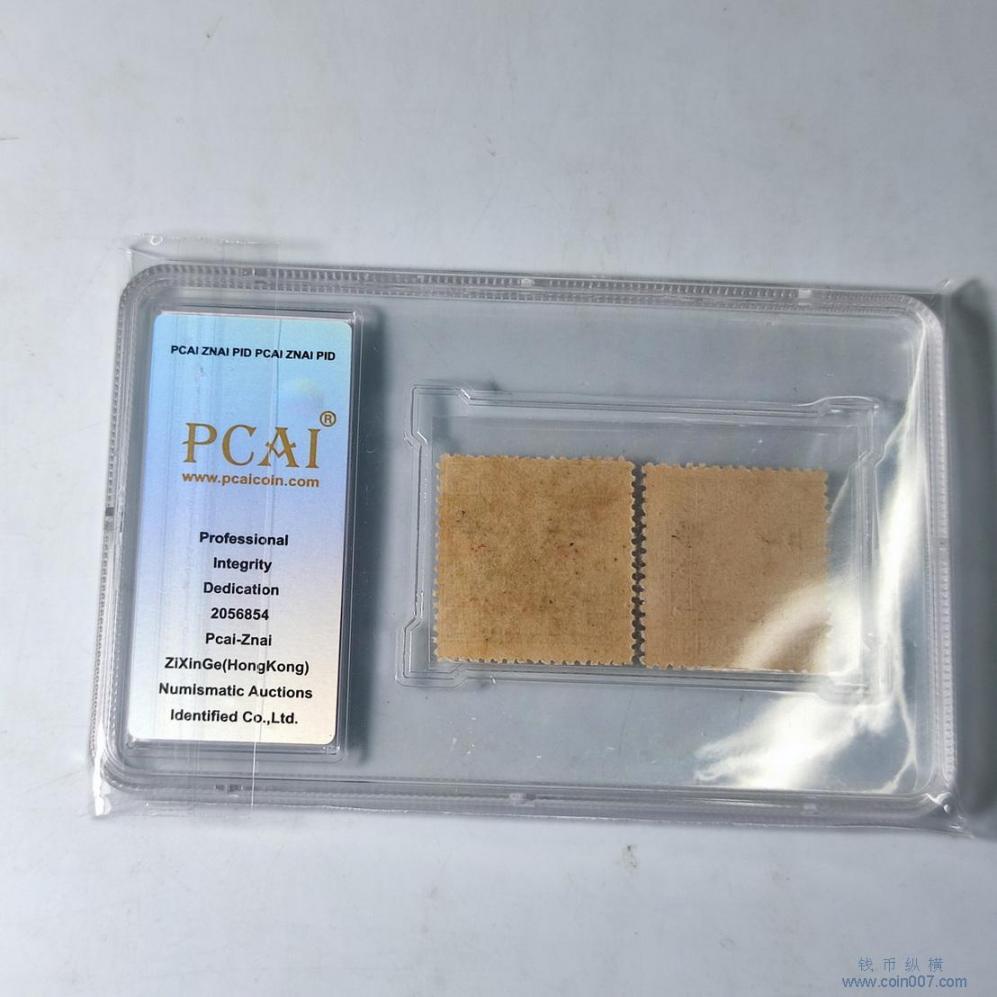 PCAI ZNAI PID PCAI ZNAI PID
PCAI®
www.pcaicoin.com
Professional
Integrity
Dedication
2056854
Pcai-Znai
ZiXinGe(HongKong)
Numismatic Auctions
Identified Co.,Ltd.
钱币纵横
www.coin007.com